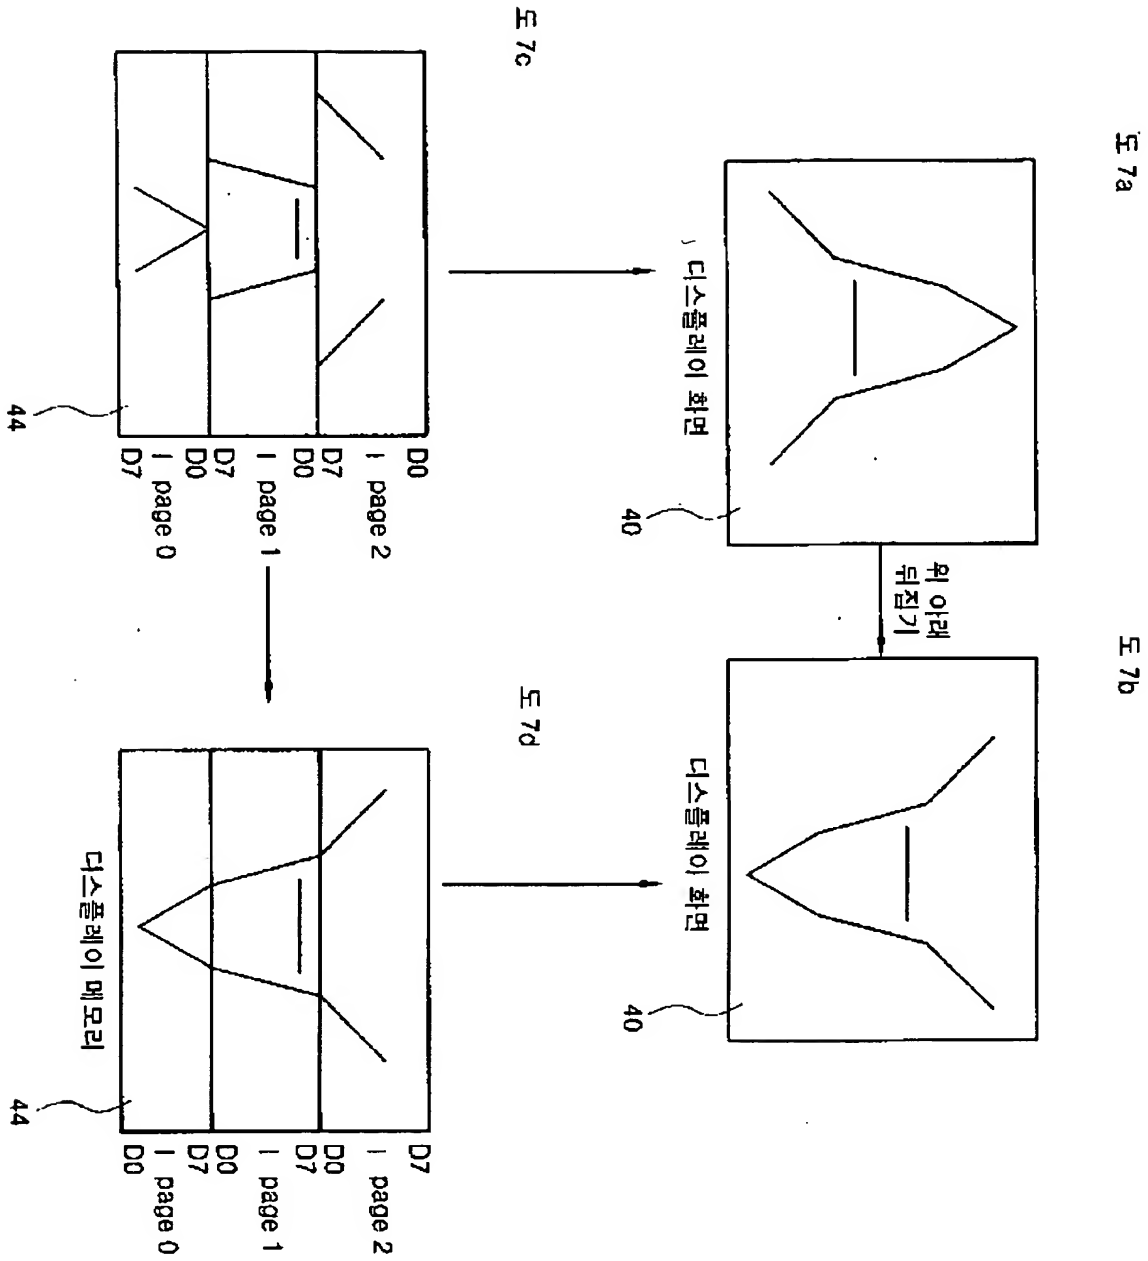 도 7a
도 7b
위 아래
뒤집기
40
40
디스플레이 화면
디스플레이 화면
도 7c
도 7d
D0
| page 2
D7
D0
| page 1
D7
D0
| page 0
D7
44
D7
| page 2
D0
D7
| page 1
D0
D7
| page 0
D0
디스플레이 메모리
44